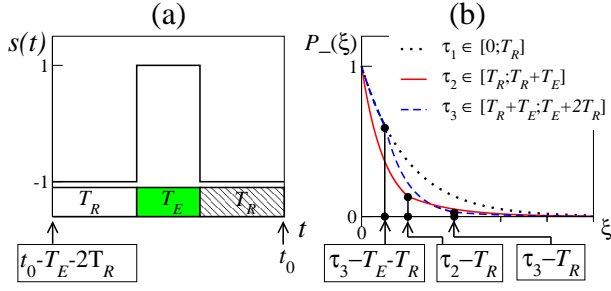 (a)
s(t)
1
-1
T_R T_E T_R
t
t_0-T_E-2T_R
t_0
(b)
P_(ξ)
1
0
τ_1 ∈ [0;T_R]
τ_2 ∈ [T_R;T_R+T_E]
τ_3 ∈ [T_R+T_E;T_E+2T_R]
0
ξ
τ_3−T_E-T_R
τ_2−T_R
τ_3−T_R